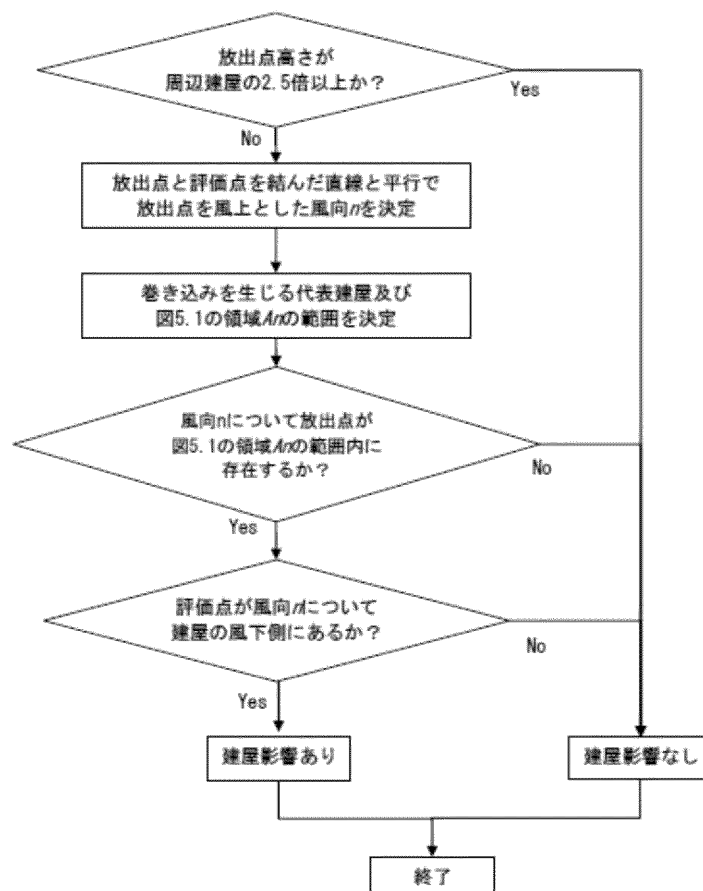 放出点高さが
周辺建屋の2.5倍以上か？
Yes
No
放出点と評価点を結んだ直線と平行で
放出点を風上とした風向nを決定
巻き込みを生じる代表建屋及び
図5.1の領域Anの範囲を決定
風向nについて放出点が
図5.1の領域Anの範囲内に
存在するか？
No
Yes
評価点が風向nについて
建屋の風下側にあるか？
No
Yes
建屋影響あり
建屋影響なし
終了